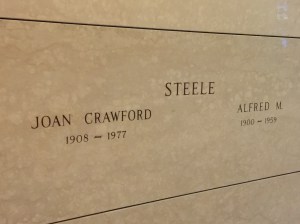 STEELE
JOAN CRAWFORD
1908 – 1977
ALFRED M.
1900 – 1959